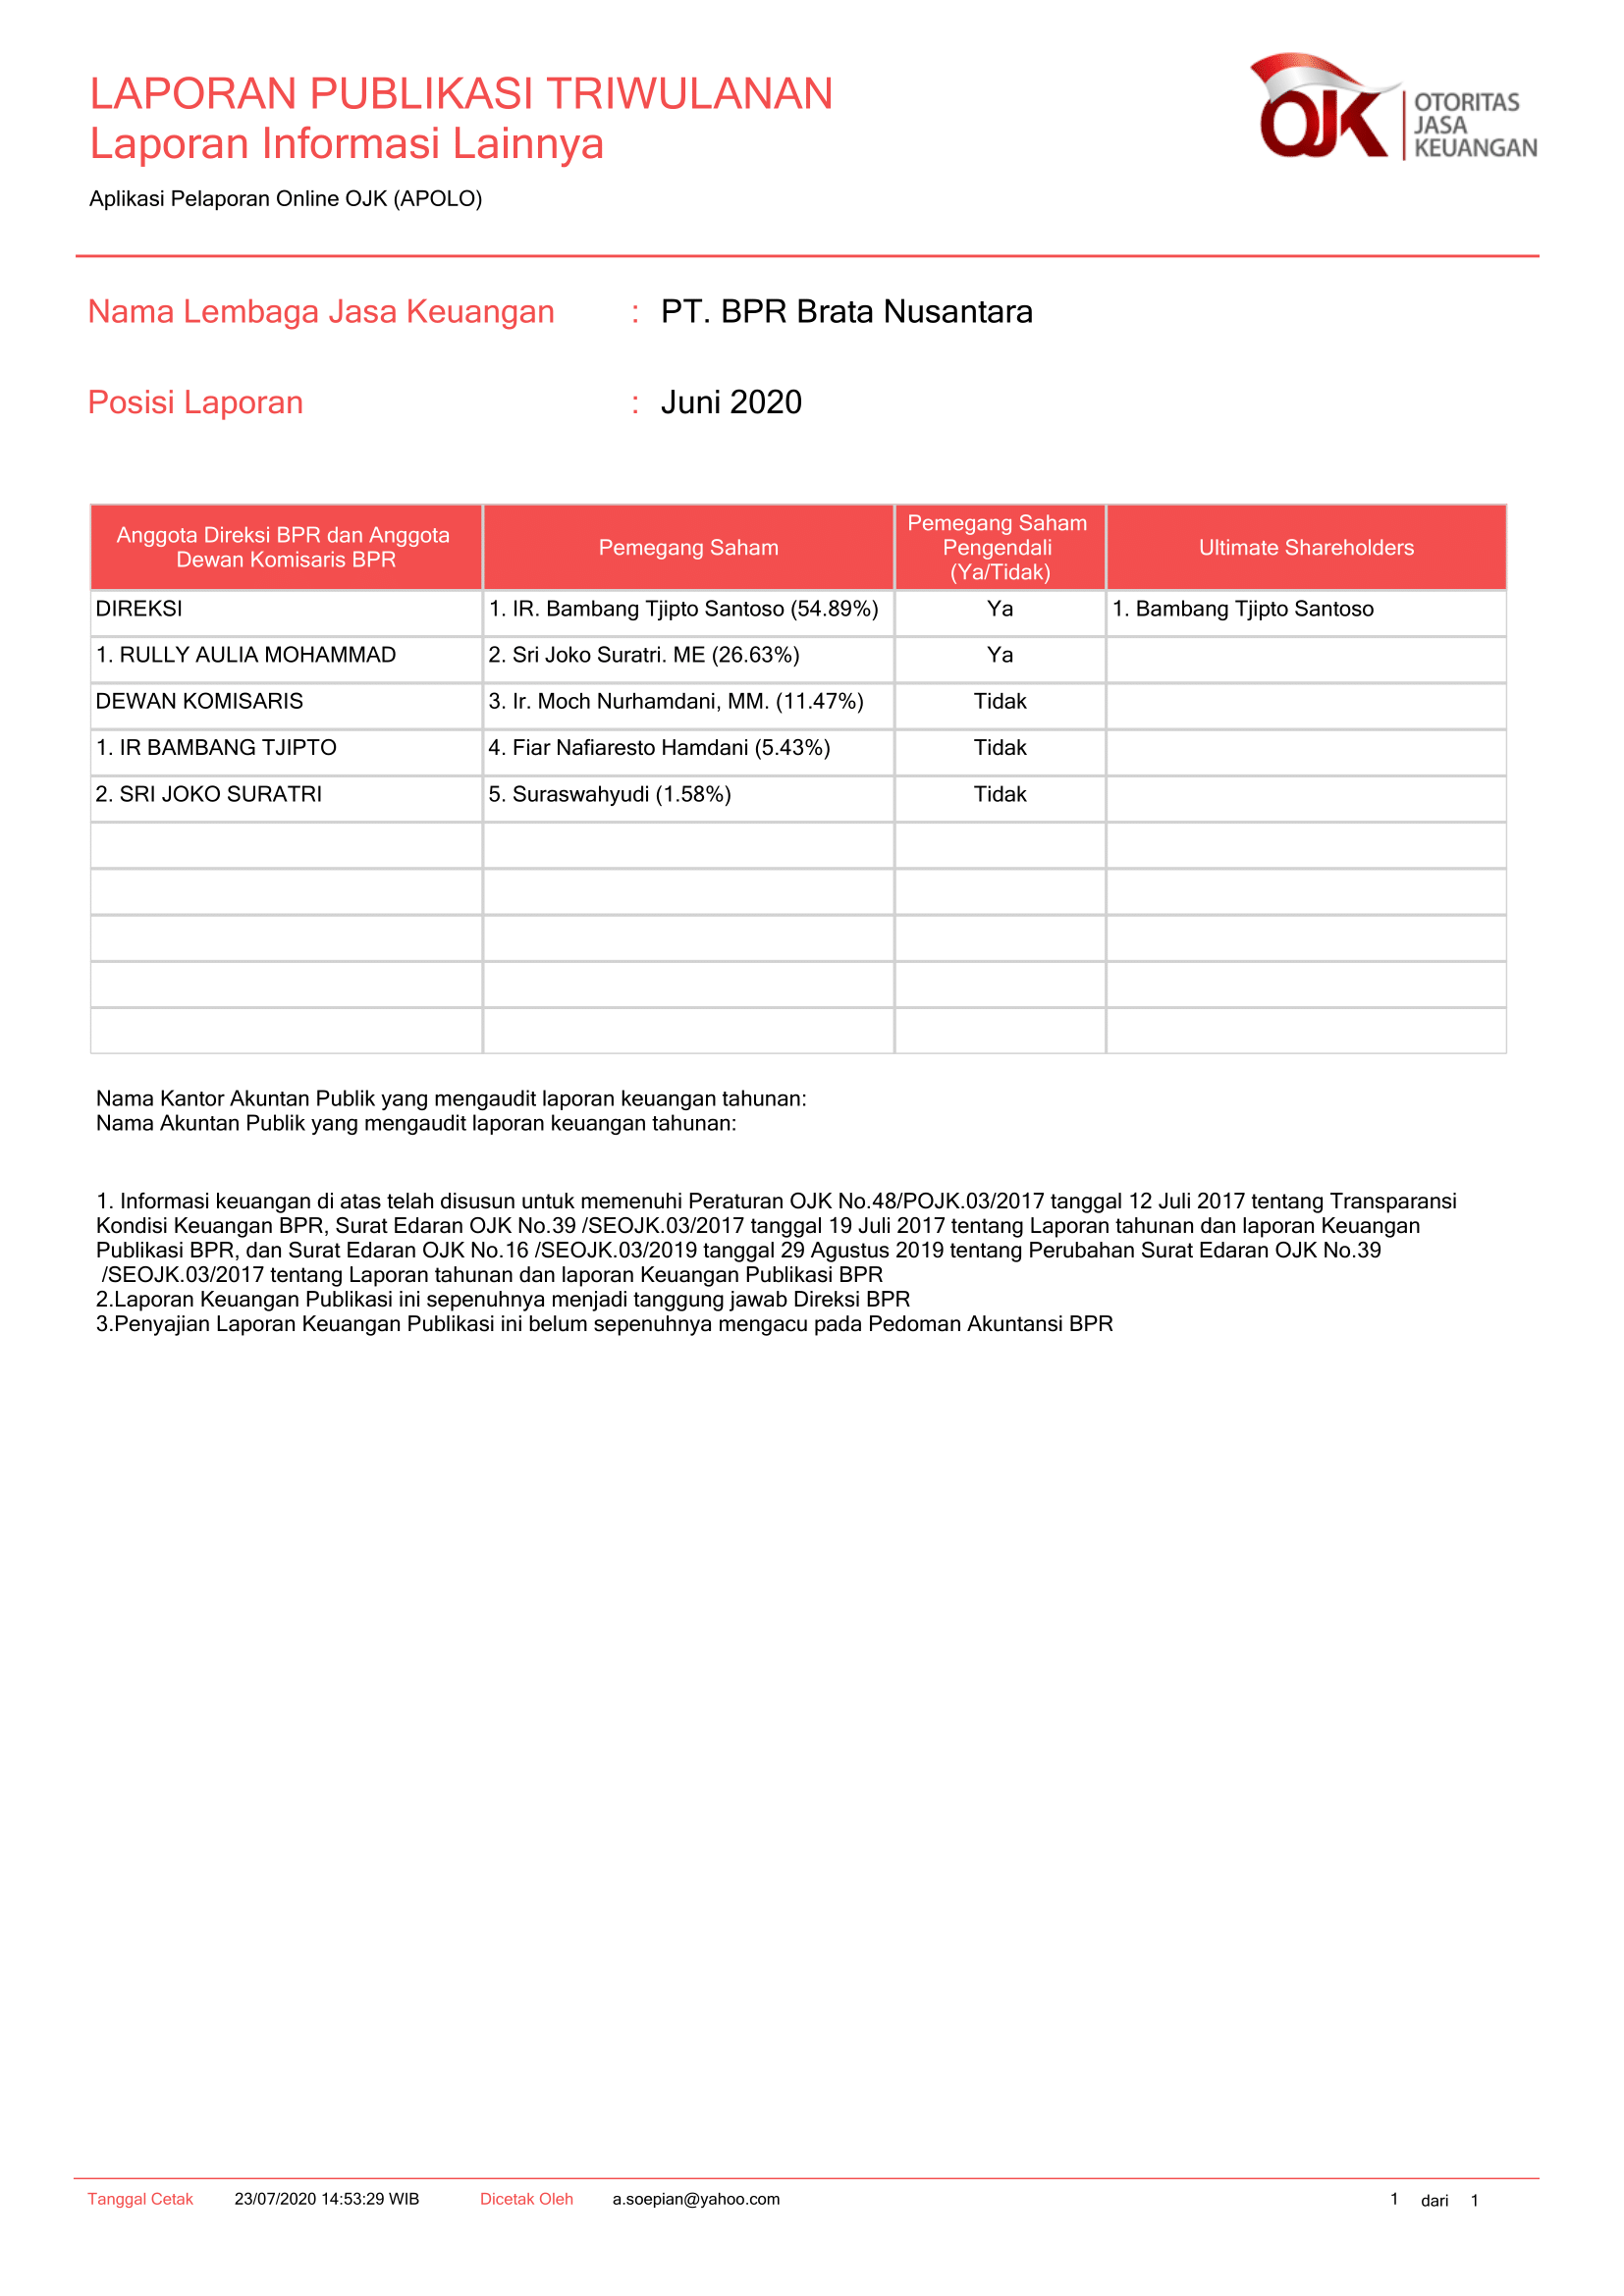 LAPORAN PUBLIKASI TRIWULANAN
Laporan Informasi Lainnya
Aplikasi Pelaporan Online OJK (APOLO)
OJK
OTORITAS
JASA
KEUANGAN
Nama Lembaga Jasa Keuangan : PT. BPR Brata Nusantara
Posisi Laporan : Juni 2020
Anggota Direksi BPR dan Anggota
Dewan Komisaris BPR
Pemegang Saham
Pemegang Saham
Pengendali
(Ya/Tidak)
Ultimate Shareholders
DIREKSI 1. IR. Bambang Tjipto Santoso (54.89%) Ya 1. Bambang Tjipto Santoso
1. RULLY AULIA MOHAMMAD 2. Sri Joko Suratri. ME (26.63%) Ya
DEWAN KOMISARIS 3. Ir. Moch Nurhamdani, MM. (11.47%) Tidak
1. IR BAMBANG TJIPTO 4. Fiar Nafiaresto Hamdani (5.43%) Tidak
2. SRI JOKO SURATRI 5. Suraswahyudi (1.58%) Tidak
Nama Kantor Akuntan Publik yang mengaudit laporan keuangan tahunan:
Nama Akuntan Publik yang mengaudit laporan keuangan tahunan:
1. Informasi keuangan di atas telah disusun untuk memenuhi Peraturan OJK No.48/POJK.03/2017 tanggal 12 Juli 2017 tentang Transparansi
Kondisi Keuangan BPR, Surat Edaran OJK No.39 /SEOJK.03/2017 tanggal 19 Juli 2017 tentang Laporan tahunan dan laporan Keuangan
Publikasi BPR, dan Surat Edaran OJK No.16 /SEOJK.03/2019 tanggal 29 Agustus 2019 tentang Perubahan Surat Edaran OJK No.39
/SEOJK.03/2017 tentang Laporan tahunan dan laporan Keuangan Publikasi BPR
2.Laporan Keuangan Publikasi ini sepenuhnya menjadi tanggung jawab Direksi BPR
3.Penyajian Laporan Keuangan Publikasi ini belum sepenuhnya mengacu pada Pedoman Akuntansi BPR
Tanggal Cetak 23/07/2020 14:53:29 WIB Dicetak Oleh a.soepian@yahoo.com 1 dari 1